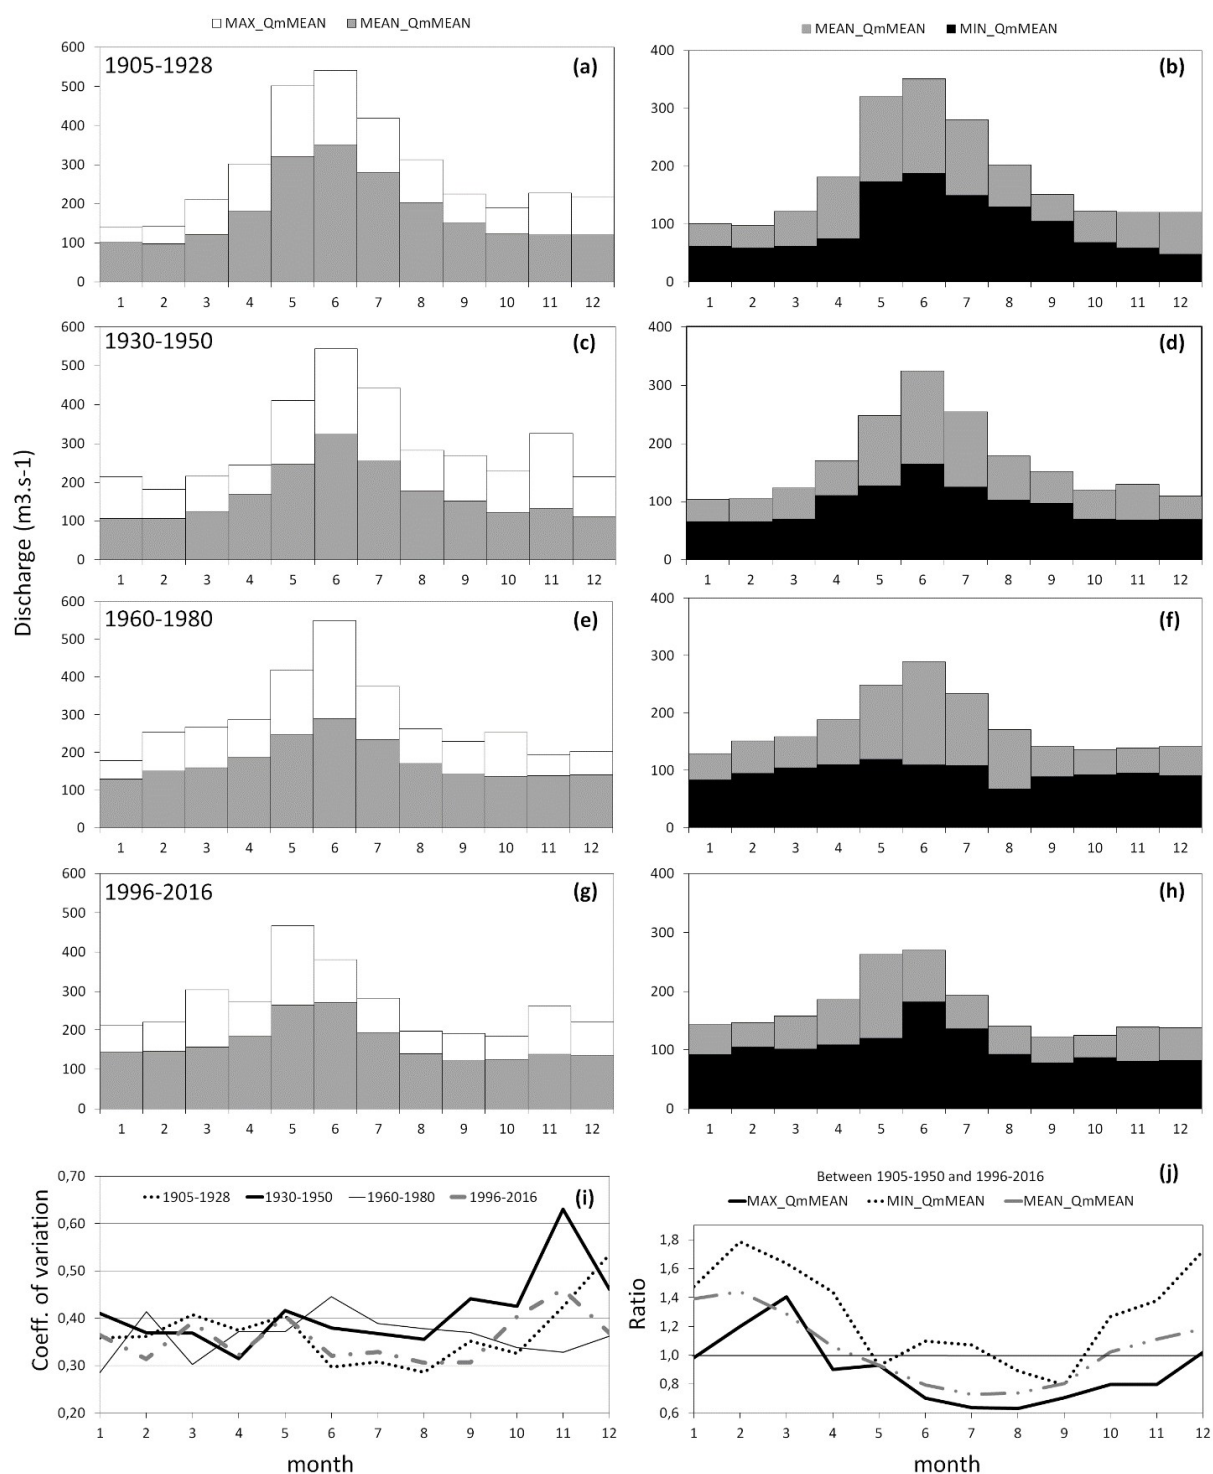 MAX_QmMEAN MEAN_QmMEAN
MEAN_QmMEAN MIN_QmMEAN
Discharge (m3.s-1)
1905-1928
(a)
600
500
400
300
200
100
0
1 2 3 4 5 6 7 8 9 10 11 12
(b)
400
300
200
100
0
1 2 3 4 5 6 7 8 9 10 11 12
1930-1950
(c)
600
500
400
300
200
100
0
1 2 3 4 5 6 7 8 9 10 11 12
(d)
400
300
200
100
0
1 2 3 4 5 6 7 8 9 10 11 12
1960-1980
(e)
600
500
400
300
200
100
0
1 2 3 4 5 6 7 8 9 10 11 12
(f)
400
300
200
100
0
1 2 3 4 5 6 7 8 9 10 11 12
1996-2016
(g)
600
500
400
300
200
100
0
1 2 3 4 5 6 7 8 9 10 11 12
(h)
400
300
200
100
0
1 2 3 4 5 6 7 8 9 10 11 12
Coeff. of variation
1905-1928 1930-1950 1960-1980 1996-2016
(i)
0,70
0,60
0,50
0,40
0,30
0,20
1 2 3 4 5 6 7 8 9 10 11 12
month
Between 1905-1950 and 1996-2016
(j)
MAX_QmMEAN MIN_QmMEAN MEAN_QmMEAN
Ratio
1,8
1,6
1,4
1,2
1,0
0,8
0,6
1 2 3 4 5 6 7 8 9 10 11 12
month